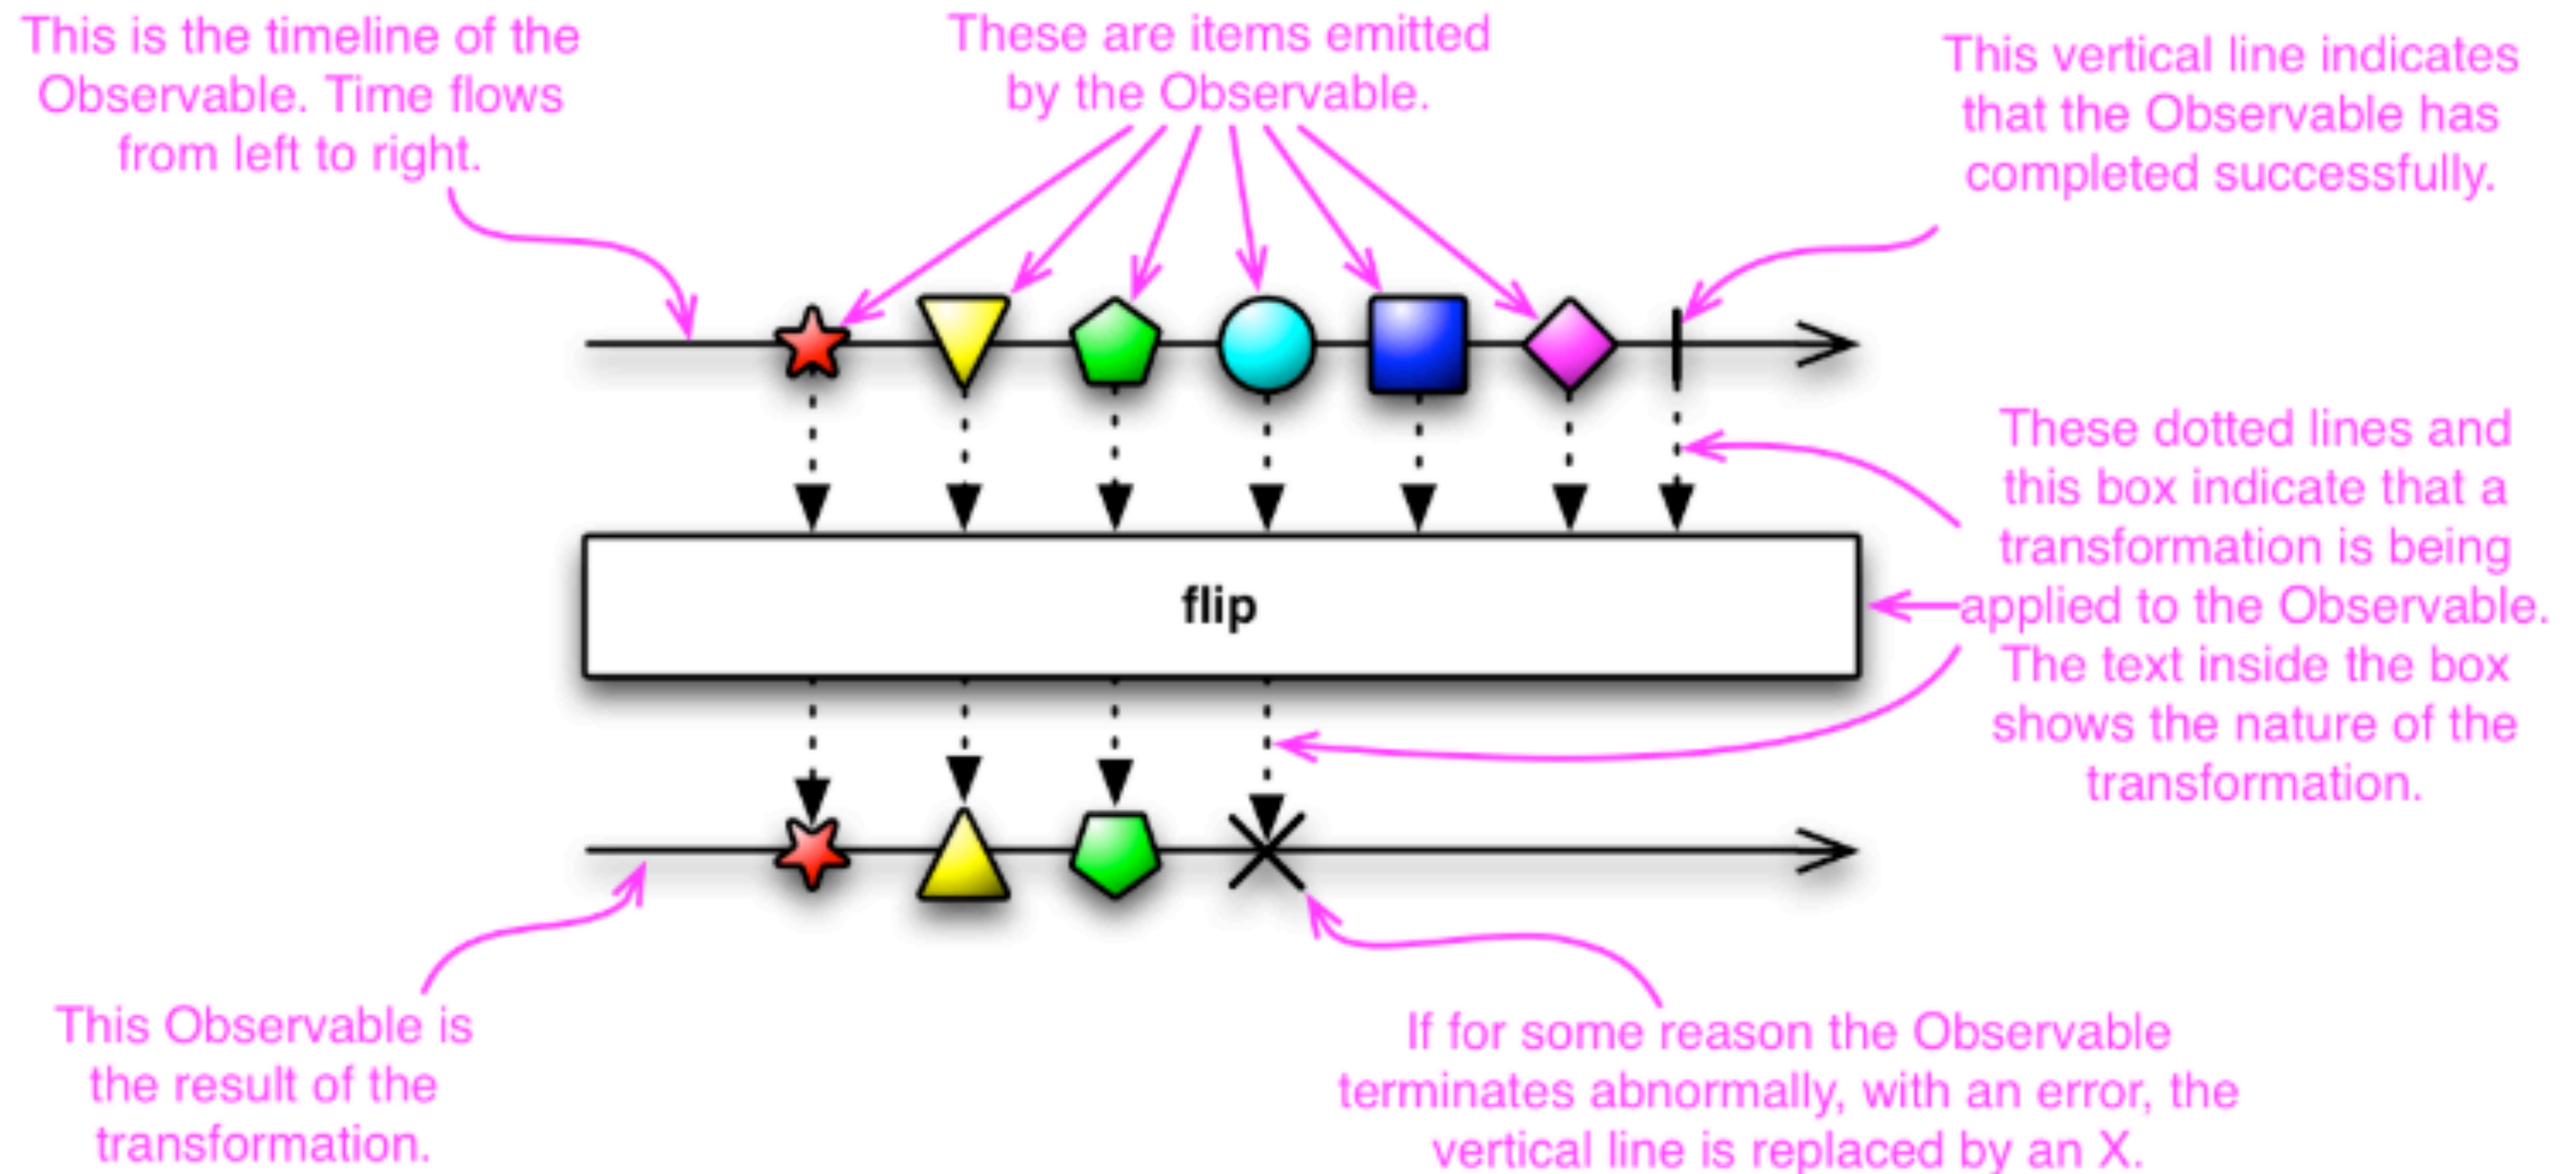 This is the timeline of the
Observable. Time flows
from left to right.
These are items emitted
by the Observable.
This vertical line indicates
that the Observable has
completed successfully.
These dotted lines and
this box indicate that a
transformation is being
applied to the Observable.
The text inside the box
shows the nature of the
transformation.
flip
This Observable is
the result of the
transformation.
If for some reason the Observable
terminates abnormally, with an error, the
vertical line is replaced by an X.